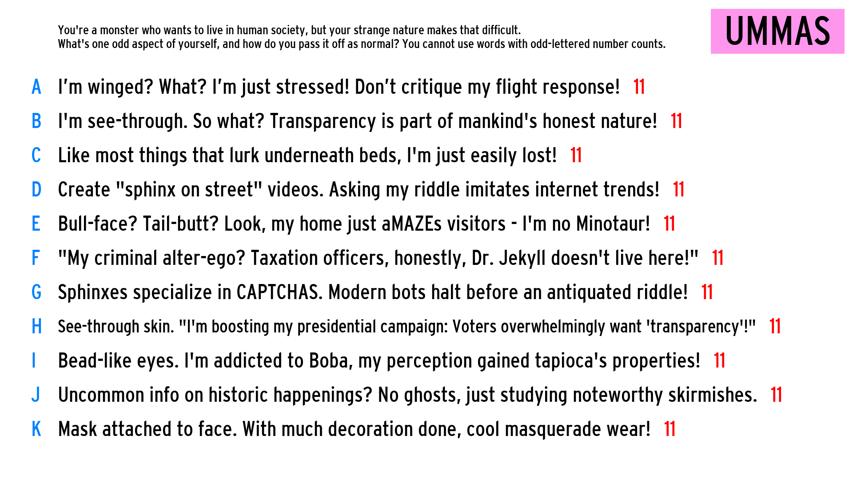 You're a monster who wants to live in human society, but your strange nature makes that difficult.
What's one odd aspect of yourself, and how do you pass it off as normal? You cannot use words with odd-lettered number counts.
UMMAS
A I'm winged? What? I'm just stressed! Don't critique my flight response! 11
B I'm see-through. So what? Transparency is part of mankind's honest nature! 11
C Like most things that lurk underneath beds, I'm just easily lost! 11
D Create "sphinx on street" videos. Asking my riddle imitates internet trends! 11
E Bull-face? Tail-butt? Look, my home just aMAZEs visitors - I'm no Minotaur! 11
F "My criminal alter-ego? Taxation officers, honestly, Dr. Jekyll doesn't live here!" 11
G Sphinxes specialize in CAPTCHAS. Modern bots halt before an antiquated riddle! 11
H See-through skin. "I'm boosting my presidential campaign: Voters overwhelmingly want 'transparency'!" 11
I Bead-like eyes. I'm addicted to Boba, my perception gained tapioca's properties! 11
J Uncommon info on historic happenings? No ghosts, just studying noteworthy skirmishes. 11
K Mask attached to face. With much decoration done, cool masquerade wear! 11